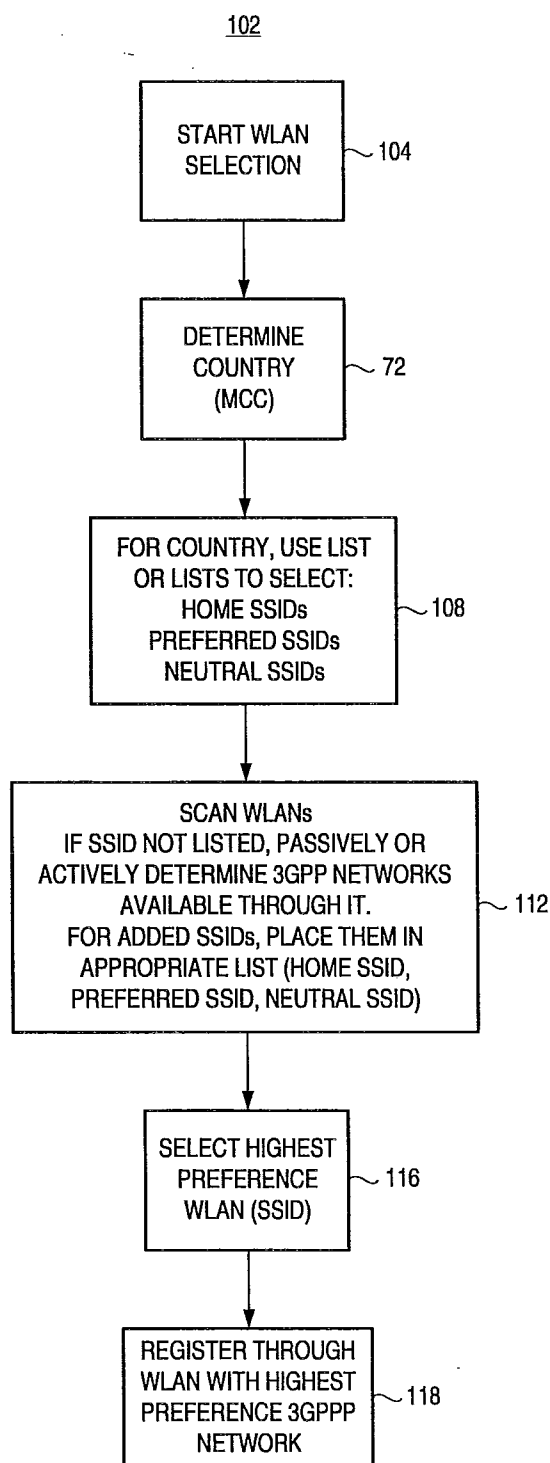 102
START WLAN
SELECTION
104
DETERMINE
COUNTRY
(MCC)
72
FOR COUNTRY, USE LIST
OR LISTS TO SELECT:
HOME SSIDs
PREFERRED SSIDs
NEUTRAL SSIDs
108
SCAN WLANs
IF SSID NOT LISTED, PASSIVELY OR
ACTIVELY DETERMINE 3GPP NETWORKS
AVAILABLE THROUGH IT.
FOR ADDED SSIDs, PLACE THEM IN
APPROPRIATE LIST (HOME SSID,
PREFERRED SSID, NEUTRAL SSID)
112
SELECT HIGHEST
PREFERENCE
WLAN (SSID)
116
REGISTER THROUGH
WLAN WITH HIGHEST
PREFERENCE 3GPPP
NETWORK
118